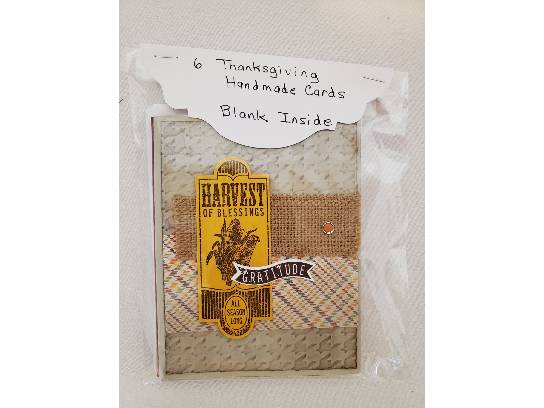 6 Thanksgiving
Handmade Cards
Blank Inside
HARVEST
OF BLESSINGS
GRATITUDE
ALL
SEASON
LONG